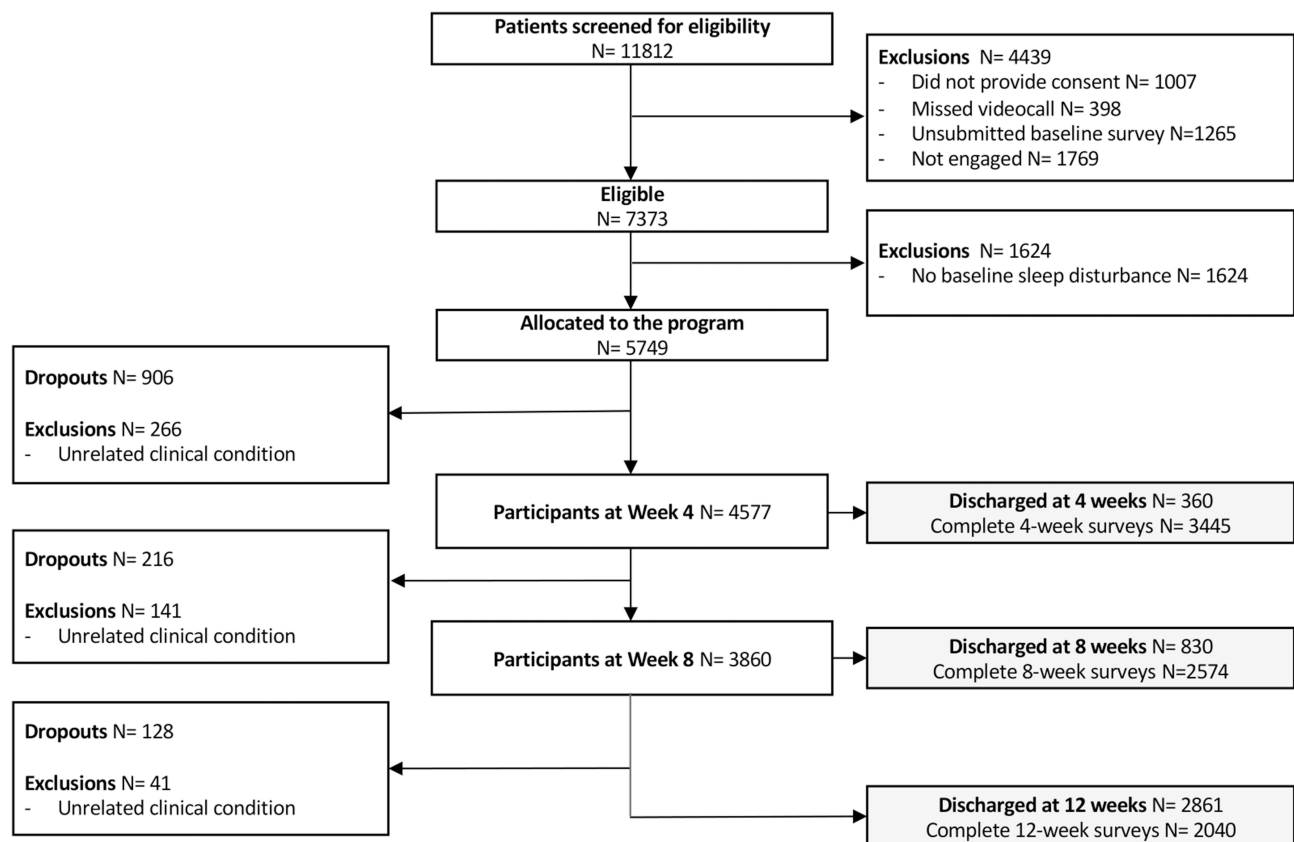 Patients screened for eligibility
N= 11812
Exclusions N= 4439
- Did not provide consent N= 1007
- Missed videocall N= 398
- Unsubmitted baseline survey N=1265
- Not engaged N= 1769
Eligible
N= 7373
Exclusions N= 1624
- No baseline sleep disturbance N= 1624
Allocated to the program
N= 5749
Dropouts N= 906
Exclusions N= 266
- Unrelated clinical condition
Participants at Week 4 N= 4577
Discharged at 4 weeks N= 360
Complete 4-week surveys N= 3445
Dropouts N= 216
Exclusions N= 141
- Unrelated clinical condition
Participants at Week 8 N= 3860
Discharged at 8 weeks N= 830
Complete 8-week surveys N=2574
Dropouts N= 128
Exclusions N= 41
- Unrelated clinical condition
Discharged at 12 weeks N= 2861
Complete 12-week surveys N= 2040